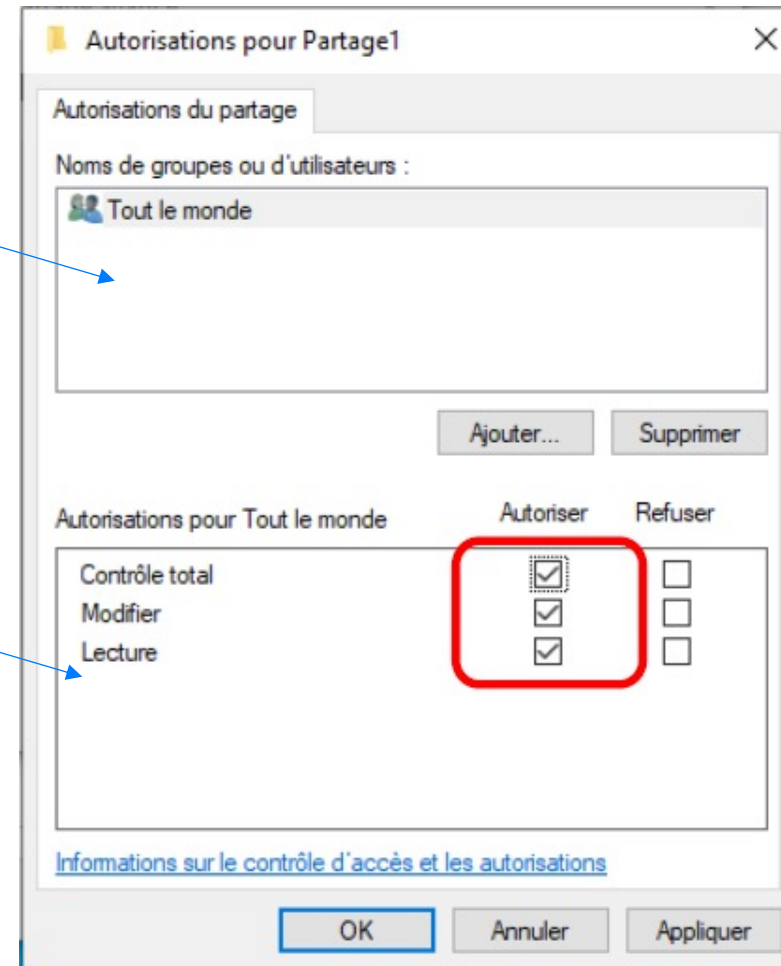 Autorisations pour Partage1
Autorisations du partage
Noms de groupes ou d'utilisateurs :
Tout le monde
Ajouter... Supprimer
Autorisations pour Tout le monde Autoriser Refuser
Contrôle total
Modifier
Lecture
Informations sur le contrôle d'accès et les autorisations
OK Annuler Appliquer